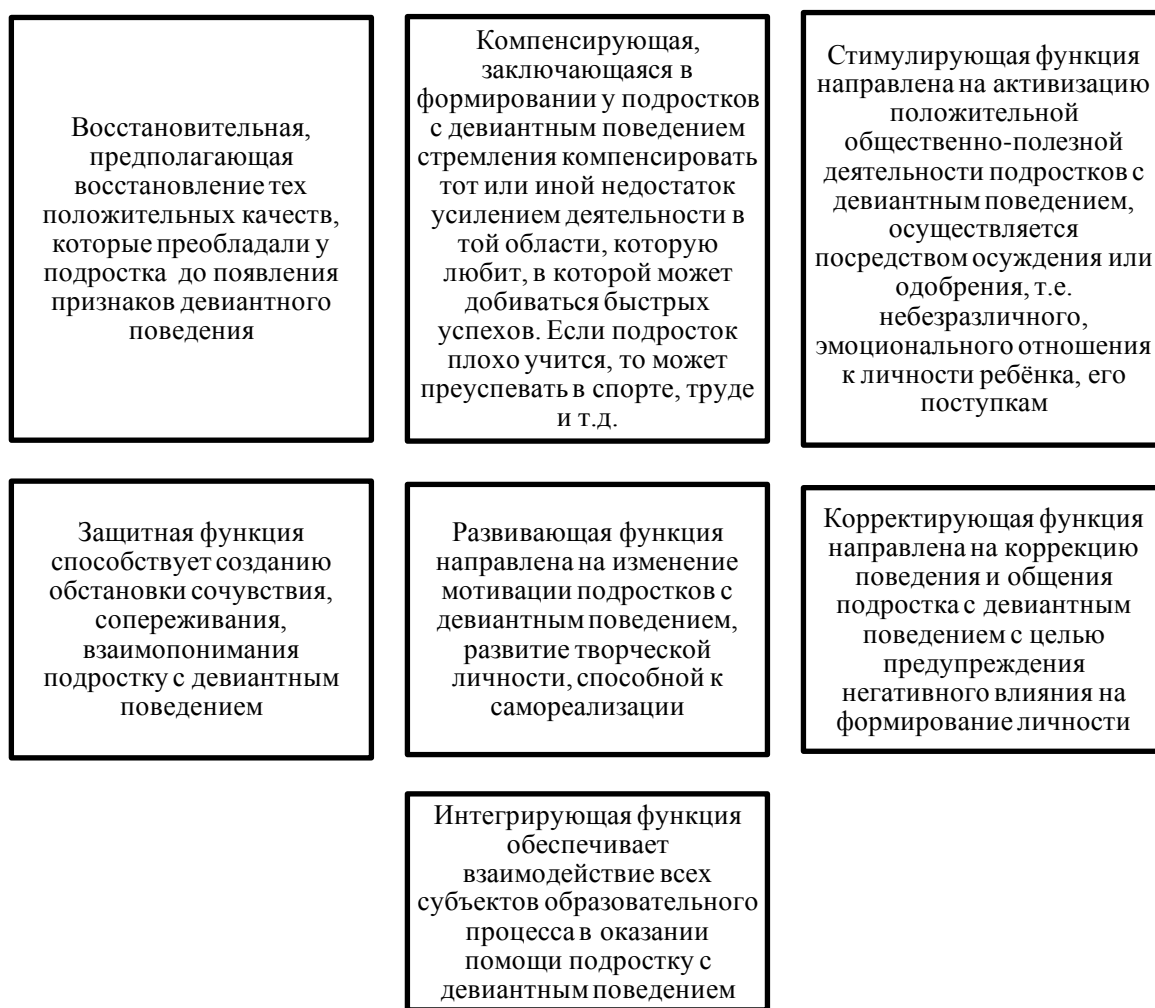 Восстановительная,
предполагающая
восстановление тех
положительных качеств,
которые преобладали у
подростка до появления
признаков девиантного
поведения
Компенсирующая,
заключающаяся в
формировании у подростков
с девиантным поведением
стремления компенсировать
тот или иной недостаток
усилением деятельности в
той области, которую
любит, в которой может
добиваться быстрых
успехов. Если подросток
плохо учится, то может
преуспевать в спорте, труде
и т.д.
Стимулирующая функция
направлена на активизацию
положительной
общественно-полезной
деятельности подростков с
девиантным поведением,
осуществляется
посредством осуждения или
одобрения, т.е.
небезразличного,
эмоционального отношения
к личности ребёнка, его
поступкам
Защитная функция
способствует созданию
обстановки сочувствия,
сопереживания,
взаимопонимания
подростку с девиантным
поведением
Развивающая функция
направлена на изменение
мотивации подростков с
девиантным поведением,
развитие творческой
личности, способной к
самореализации
Корректирующая функция
направлена на коррекцию
поведения и общения
подростка с девиантным
поведением с целью
предупреждения
негативного влияния на
формирование личности
Интегрирующая функция
обеспечивает
взаимодействие всех
субъектов образовательного
процесса в оказании
помощи подростку с
девиантным поведением